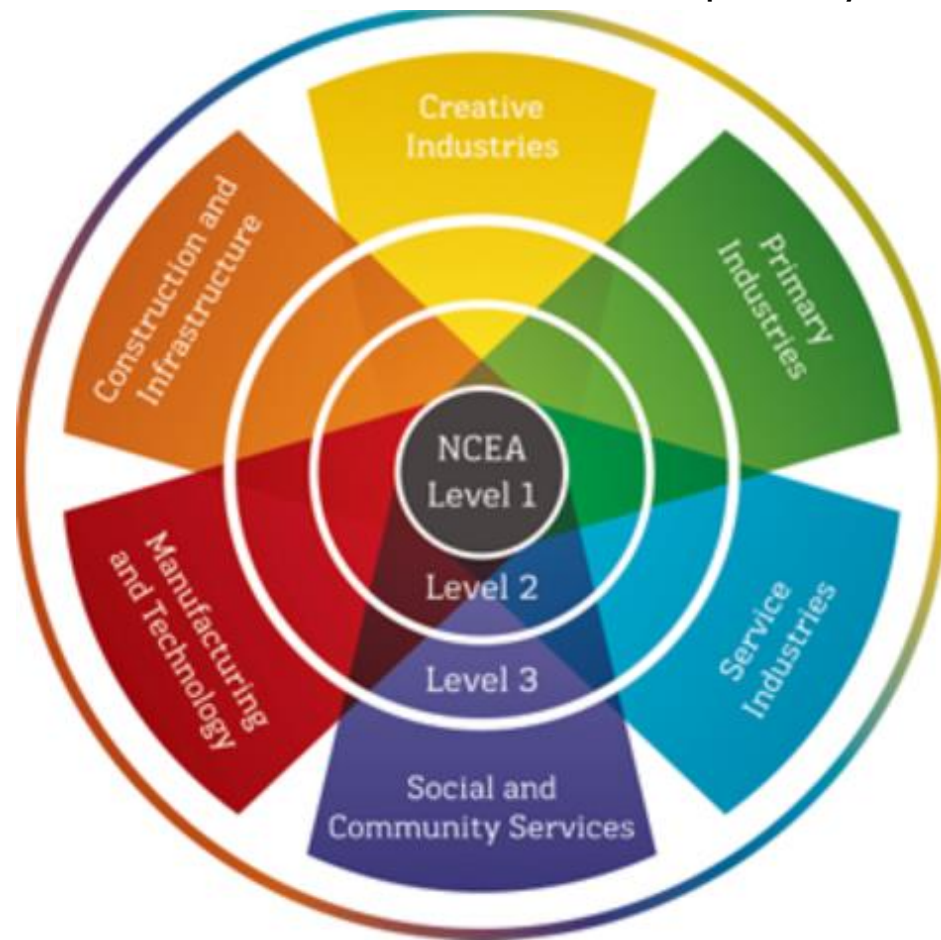 Creative
Industries
Primary
Industries
Service
Industries
Social and
Community Services
Manufacturing
and Technology
Construction and
Infrastructure
NCEA
Level 1
Level 2
Level 3